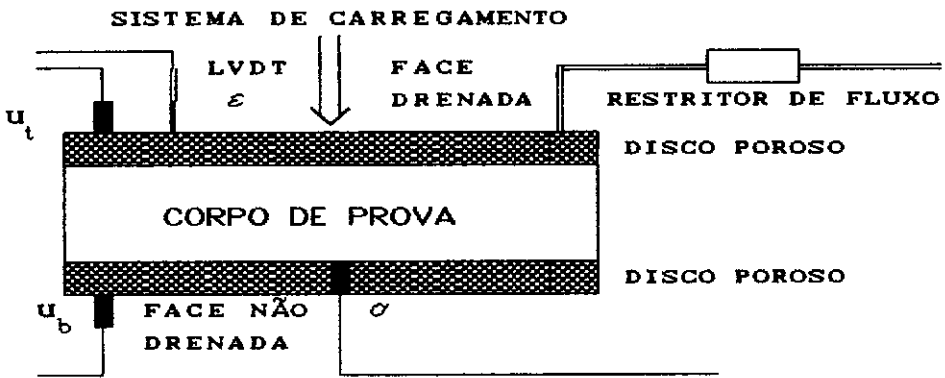 SISTEMA DE CARREGAMENTO
LVDT
ε
FACE
DRENADA
RESTRITOR DE FLUXO
u_t
DISCO POROSO
CORPO DE PROVA
DISCO POROSO
u_b
FACE NÃO
DRENADA
σ